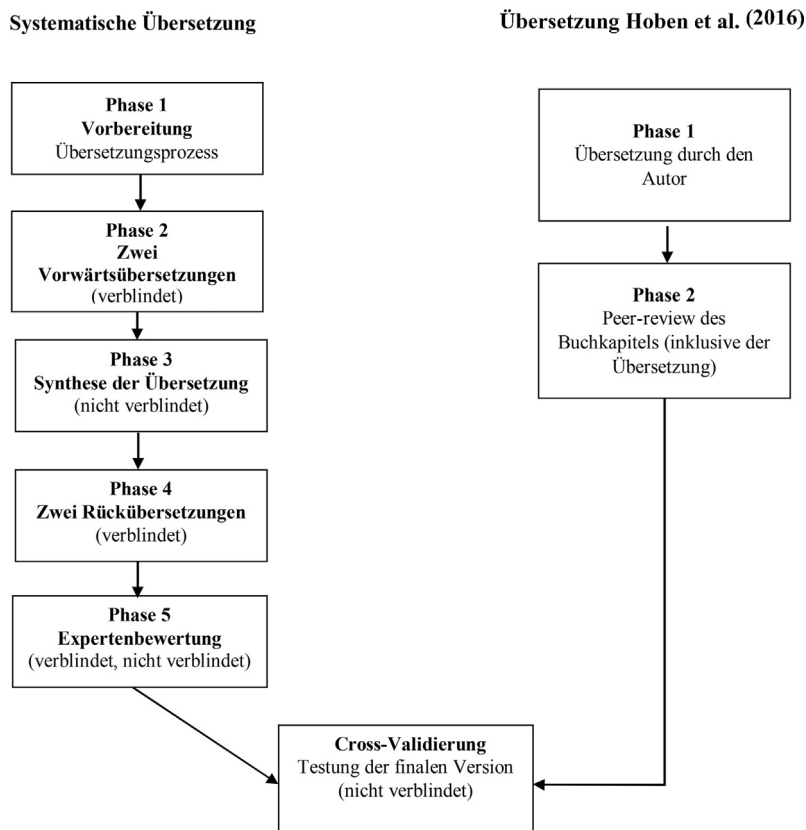 Systematische Übersetzung
Phase 1
Vorbereitung
Übersetzungsprozess
Phase 2
Zwei
Vorwärtsübersetzungen
(verblindet)
Phase 3
Synthese der Übersetzung
(nicht verblindet)
Phase 4
Zwei Rückübersetzungen
(verblindet)
Phase 5
Expertenbewertung
(verblindet, nicht verblindet)
Übersetzung Hoben et al. (2016)
Phase 1
Übersetzung durch den
Autor
Phase 2
Peer-review des
Buchkapitels (inklusive der
Übersetzung)
Cross-Validierung
Testung der finalen Version
(nicht verblindet)